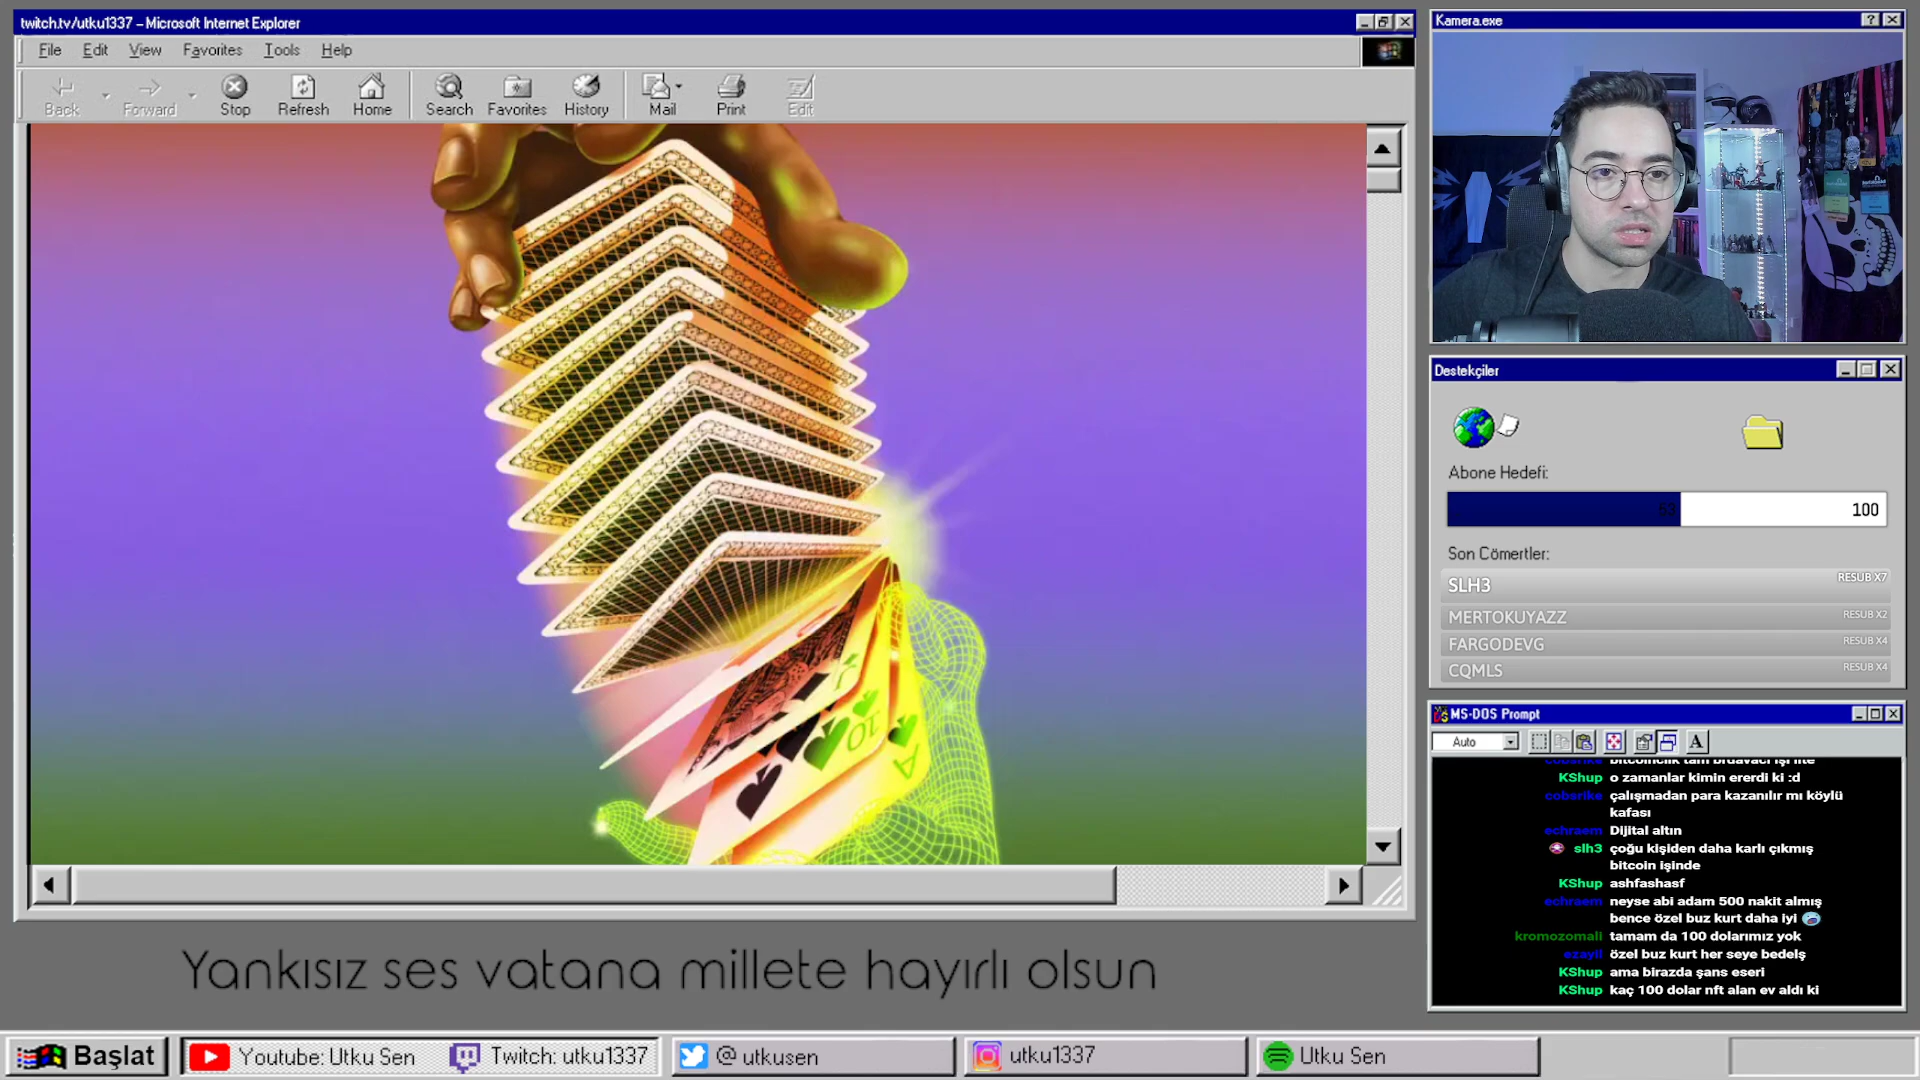 twitch.tv/utku1337 – Microsoft Internet Explorer
File Edit View Favorites Tools Help
Back Forward Stop Refresh Home Search Favorites History Mail Print Edit
10
A
Yankısız ses vatana millete hayırlı olsun
Kamera.exe
Destekçiler
Abone Hedefi:
53 100
Son Cömertler:
SLH3 RESUB X7
MERTOKUYAZZ RESUB X2
FARGODEVG RESUB X4
CQMLS RESUB X4
MS-DOS Prompt
Auto A
KShup o zamanlar kimin ererdi ki :d
cobsrike çalışmadan para kazanılır mı köylü
kafası
echraem Dijital altın
slh3 çoğu kişiden daha karlı çıkmış
bitcoin işinde
KShup ashfashasf
echraem neyse abi adam 500 nakit almış
bence özel buz kurt daha iyi
kromozomali tamam da 100 dolarımız yok
ezayli özel buz kurt her seye bedelş
KShup ama birazda şans eseri
KShup kaç 100 dolar nft alan ev aldı ki
Başlat
Youtube: Utku Sen
Twitch: utku1337
@utkusen
utku1337
Utku Sen